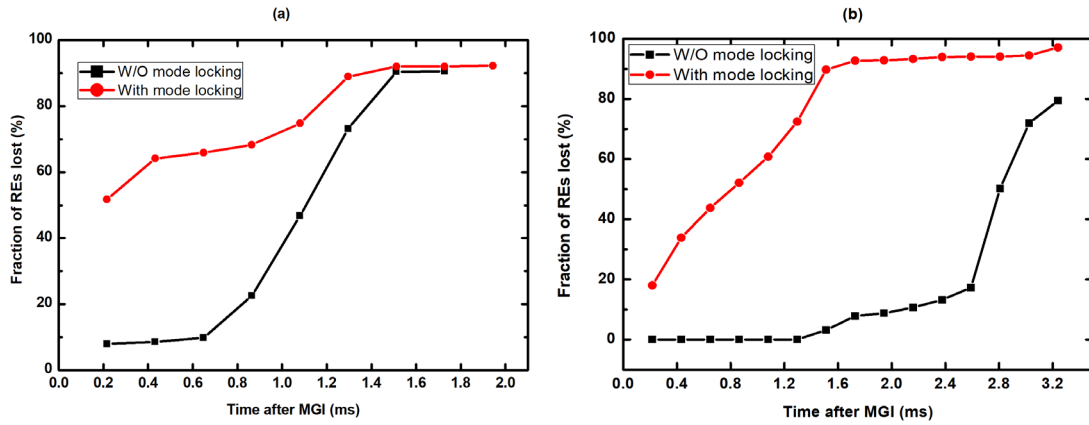 (a)
100
80
60
40
20
0
Fraction of REs lost (%)
W/O mode locking
With mode locking
0.0 0.2 0.4 0.6 0.8 1.0 1.2 1.4 1.6 1.8 2.0
Time after MGI (ms)
(b)
100
80
60
40
20
0
Fraction of REs lost (%)
W/O mode locking
With mode locking
0.0 0.4 0.8 1.2 1.6 2.0 2.4 2.8 3.2
Time after MGI (ms)